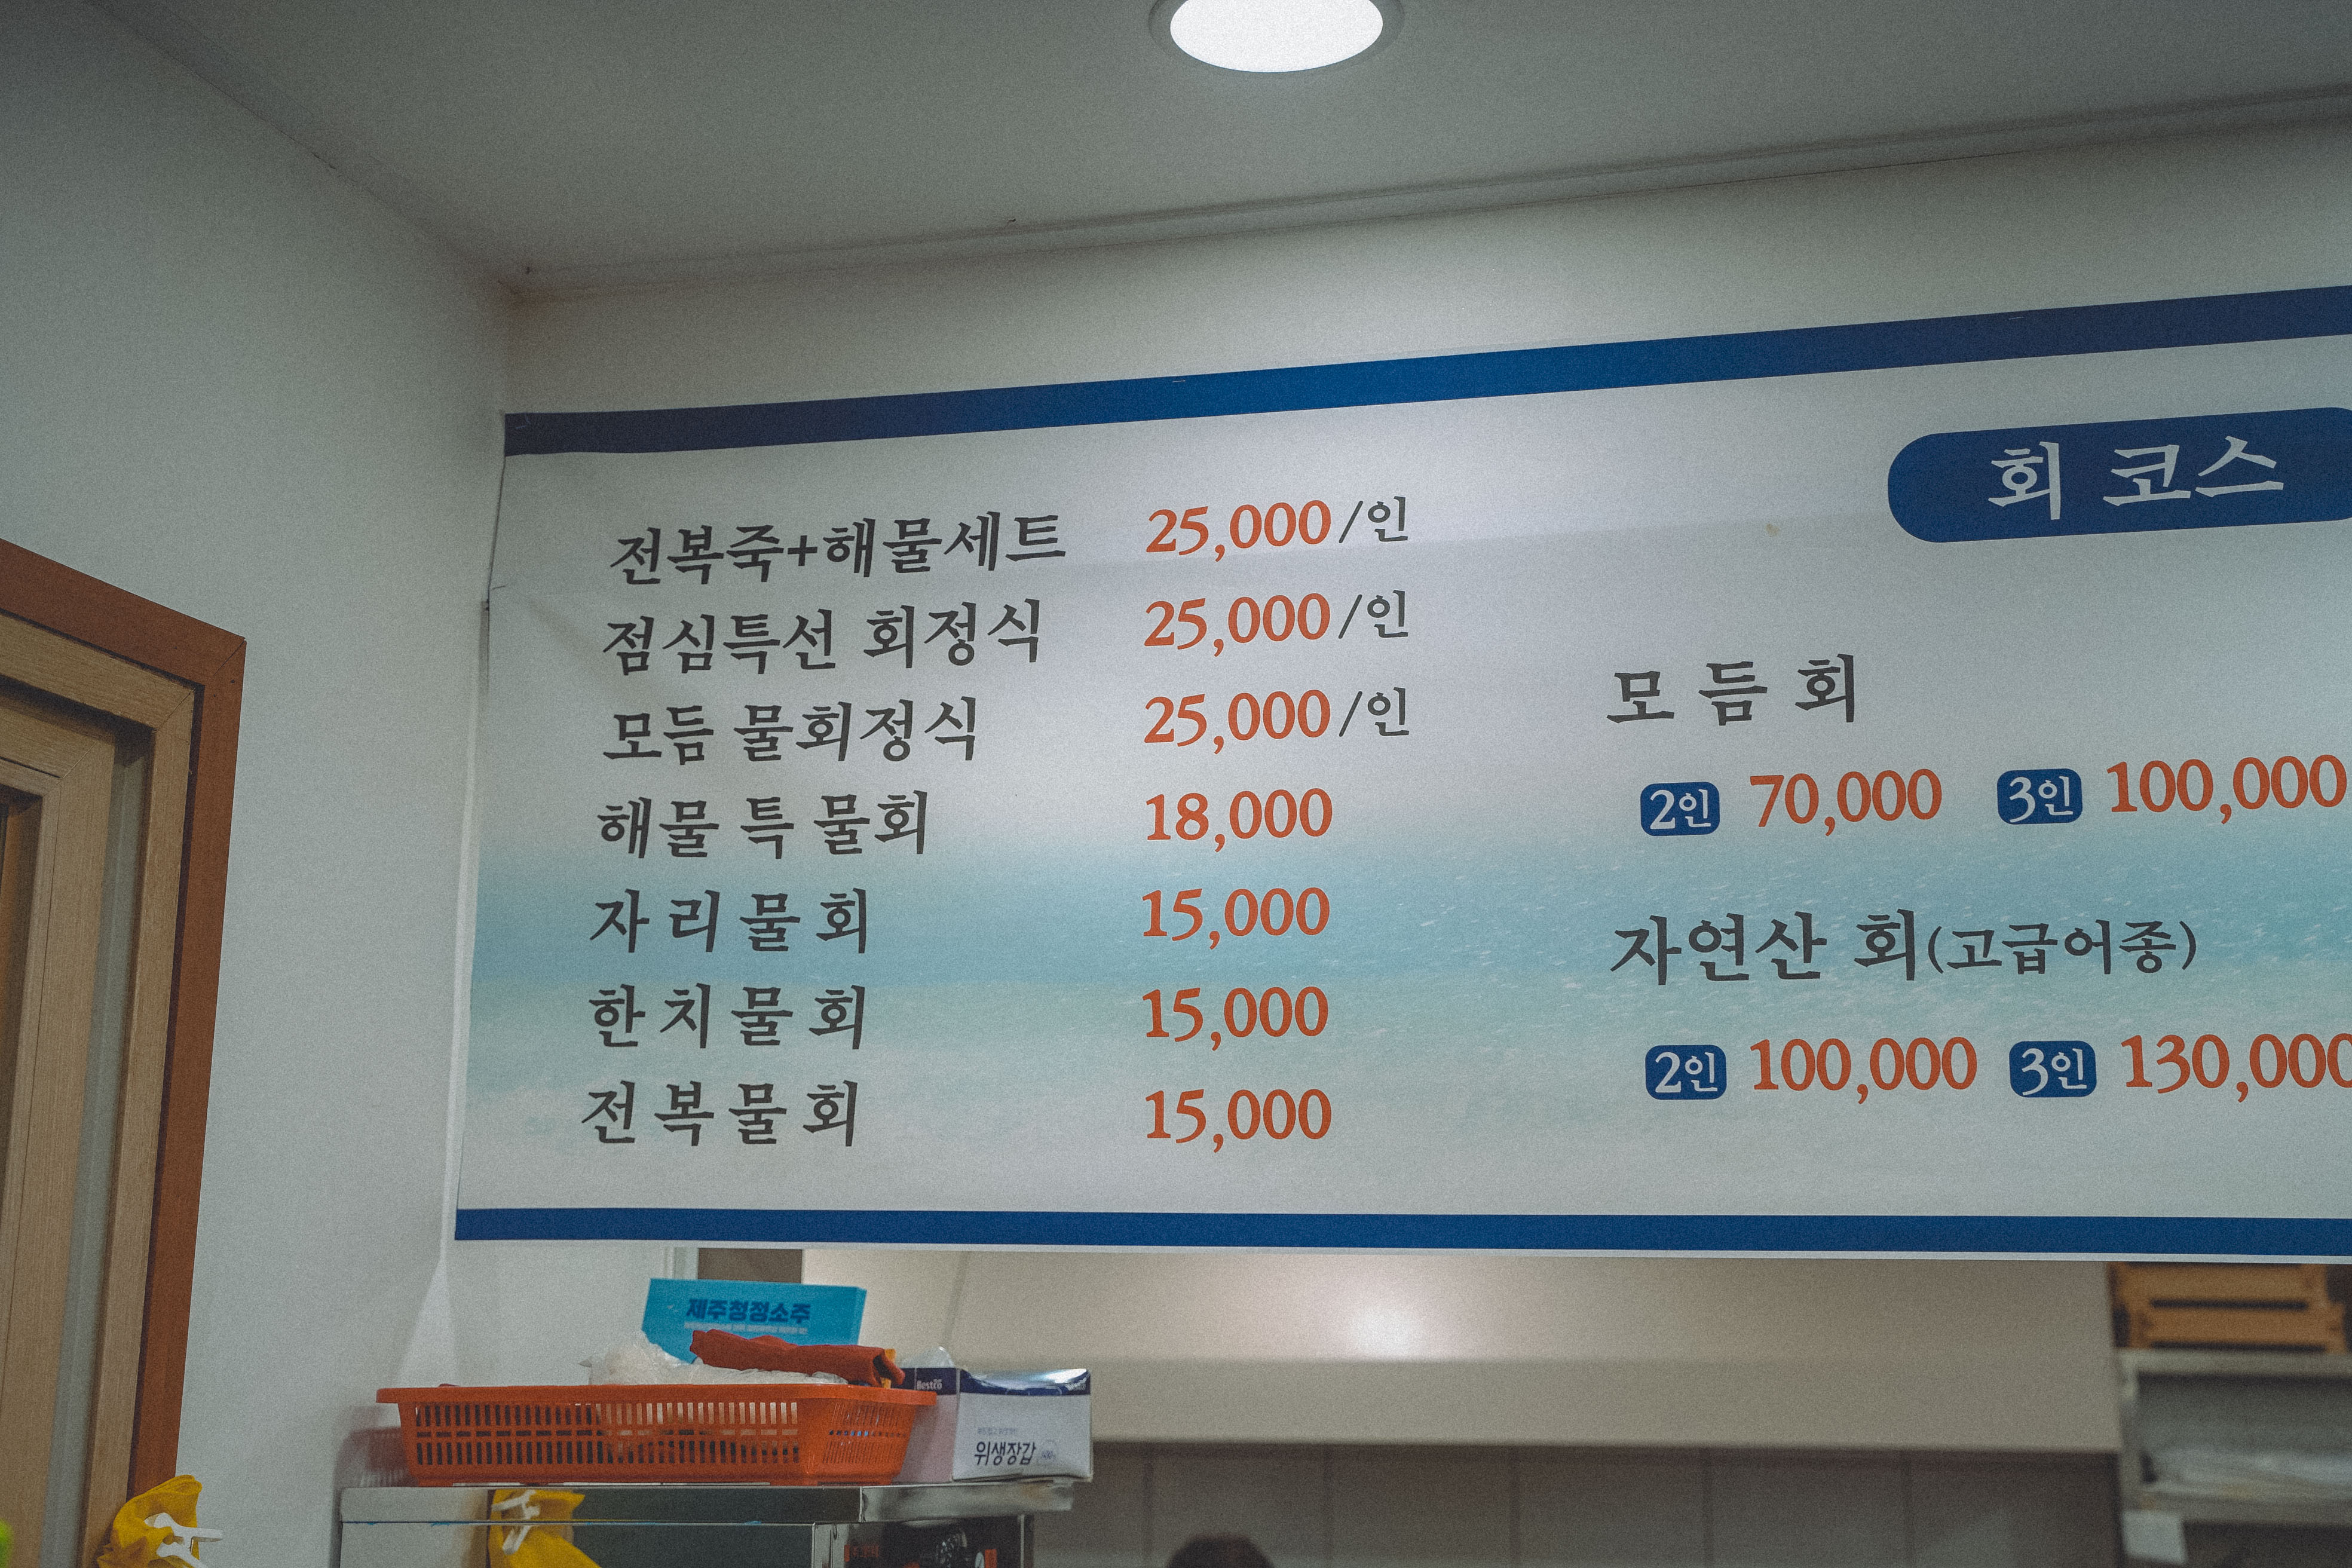 전복죽+해물세트 25,000/인
점심특선 회정식 25,000/인
모듬 물회정식 25,000/인
해물 특 물회 18,000
자리물회 15,000
한치물회 15,000
전복물회 15,000
회 코스
모듬회
2인 70,000 3인 100,000
자연산 회(고급어종)
2인 100,000 3인 130,000
제주청정소주
Bestco
위생장갑